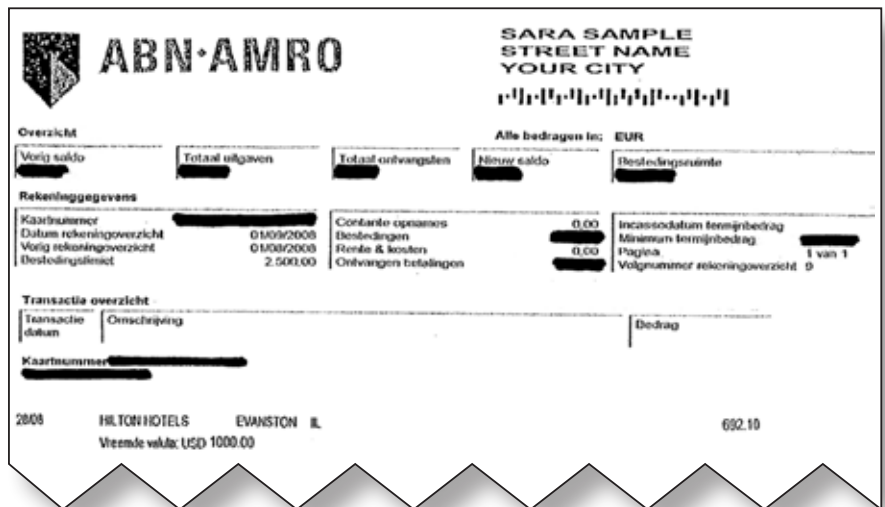 ABN·AMRO
SARA SAMPLE
STREET NAME
YOUR CITY
Overzicht
Alle bedragen in: EUR
Vorig saldo
Totaal uitgaven
Totaal ontvangsten
Nieuw saldo
Bestedingsruimte
Rekeninggegevens
Kaartnummer
Datum rekeningoverzicht 01/09/2008
Vorig rekeningoverzicht 01/08/2008
Bestedingslimiet 2.500,00
Contante opnames 0,00
Bestedingen
Rente & kosten 0,00
Ontvangen betalingen
Incassodatum termijnbedrag
Minimum termijnbedrag
Pagina 1 van 1
Volgnummer rekeningoverzicht 9
Transactie overzicht
Transactie datum
Omschrijving
Bedrag
Kaartnummer
28/08 HILTON HOTELS EVANSTON IL 692.10
Vreemde valuta: USD 1000.00